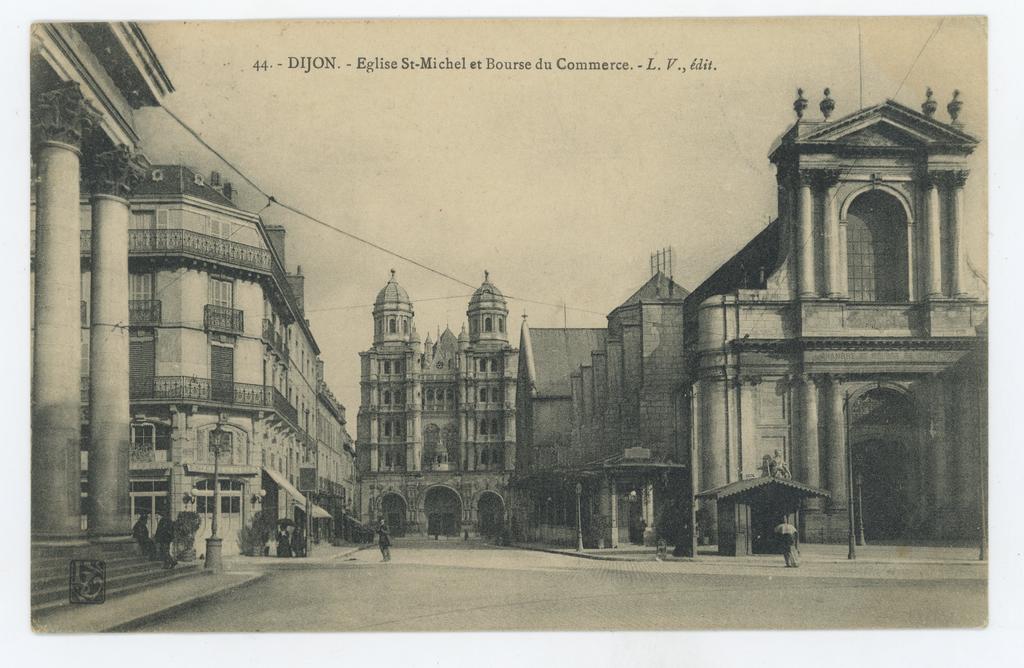 44. - DIJON. - Eglise St-Michel et Bourse du Commerce. - L. V., édit.